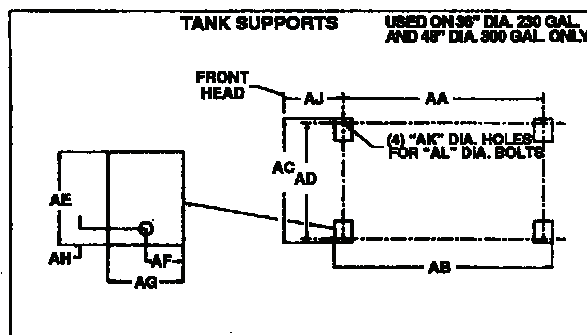 TANK SUPPORTS
USED ON 36" DIA. 230 GAL.
AND 48" DIA. 300 GAL. ONLY
FRONT
HEAD
AJ
AA
(4) "AK" DIA. HOLES
FOR "AL" DIA. BOLTS
AC
AD
AE
AH
AF
AG
AB